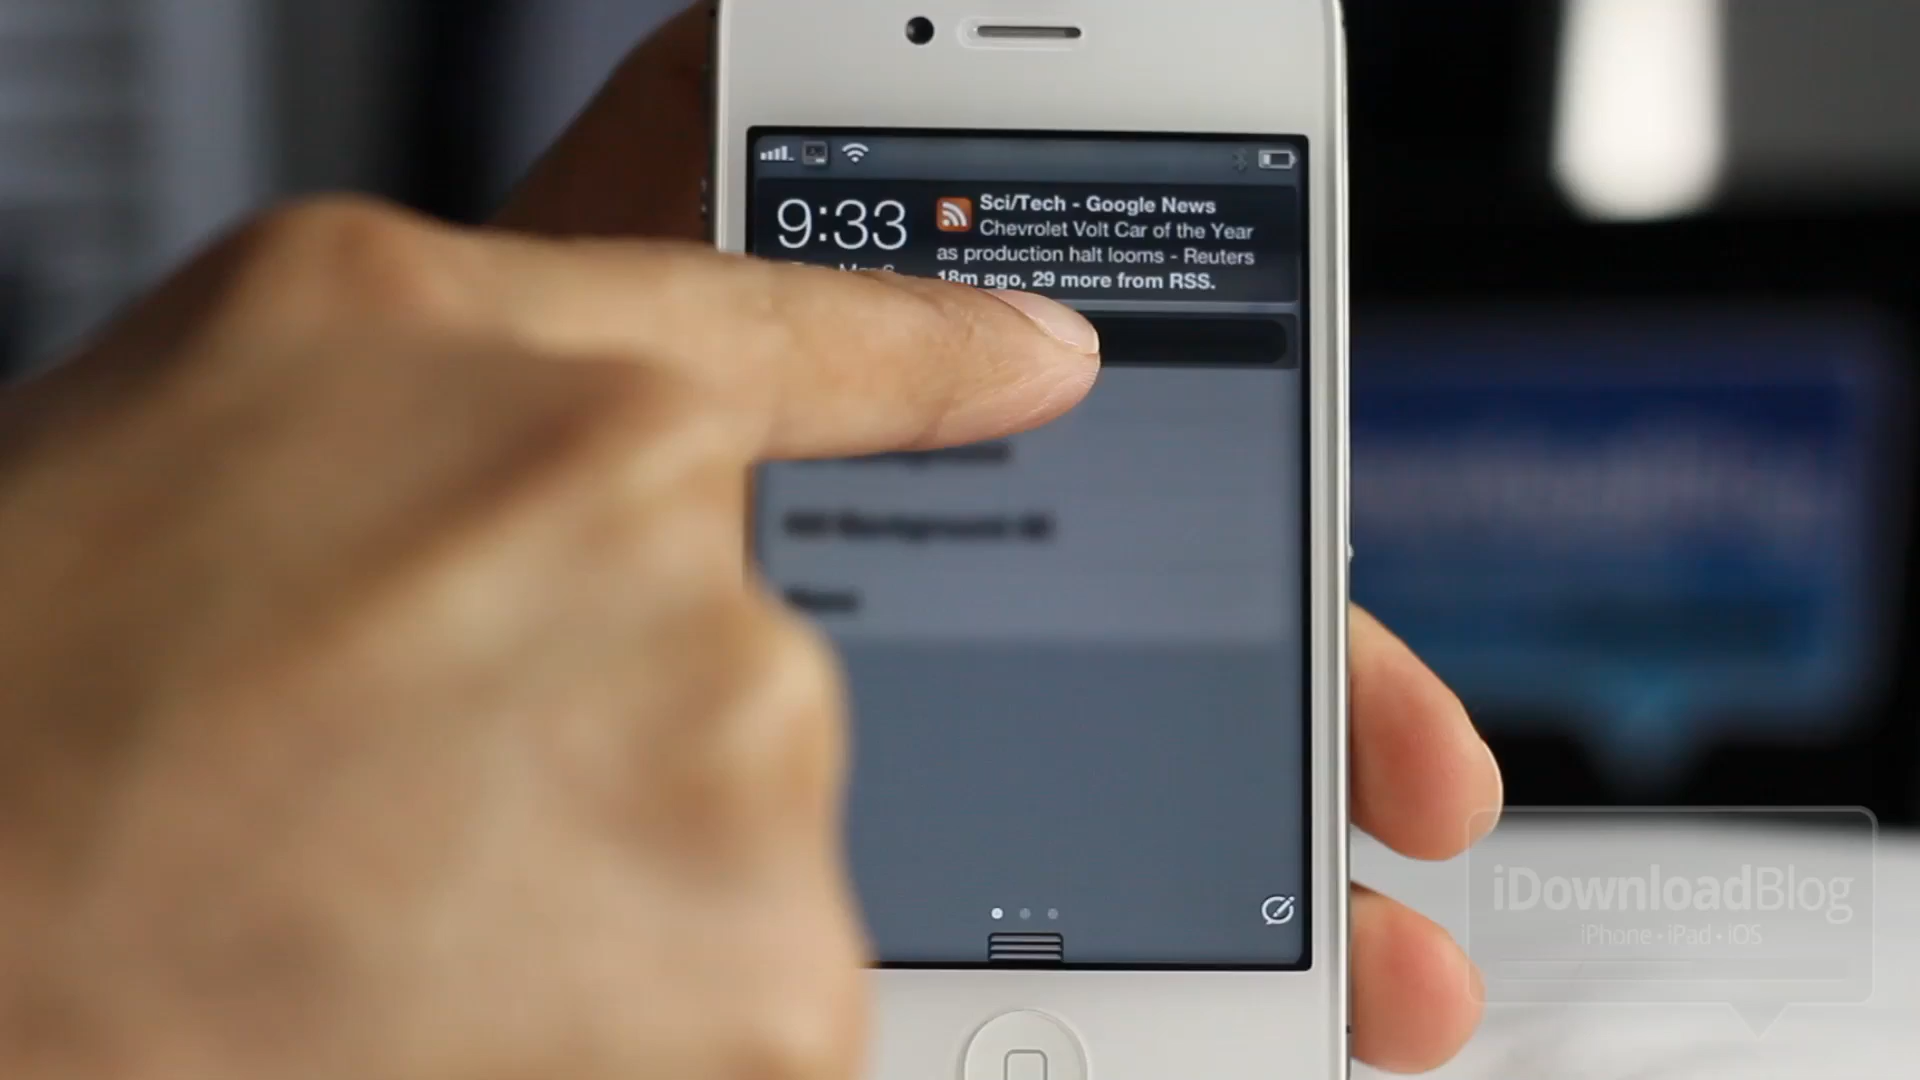 9:33
Sci/Tech - Google News
Chevrolet Volt Car of the Year
as production halt looms - Reuters
18m ago, 29 more from RSS.
iDownloadBlog
iPhone • iPad • iOS